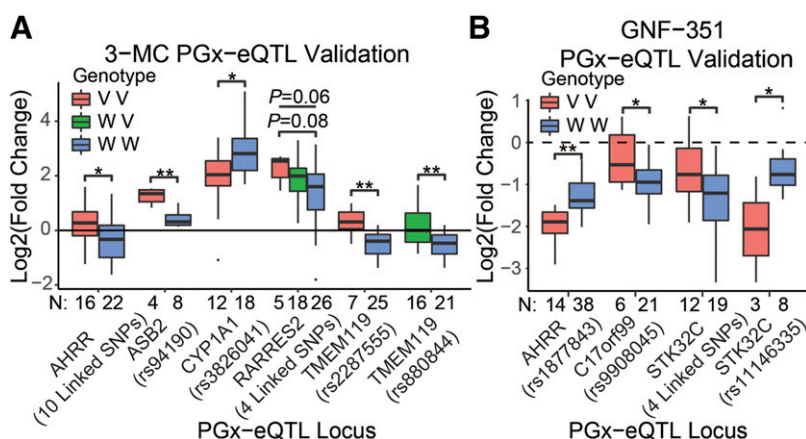 A
3-MC PGx-eQTL Validation
Genotype
V V
W V
W W
Log2(Fold Change)
4
2
0
−2
*
**
*
P=0.06
P=0.08
**
**
N: 16 22 4 8 12 18 5 18 26 7 25 16 21
AHRR
(10 Linked SNPs)
ASB2
(rs94190)
CYP1A1
(rs3826041)
RARRES2
(4 Linked SNPs)
TMEM119
(rs2287555)
TMEM119
(rs880844)
PGx-eQTL Locus
B
GNF-351
PGx-eQTL Validation
Genotype
V V
W W
Log2(Fold Change)
1
0
−1
−2
−3
**
*
*
*
N: 14 38 6 21 12 19 3 8
AHRR
(rs1877843)
C17orf99
(rs9908045)
STK32C
(4 Linked SNPs)
STK32C
(rs11146335)
PGx-eQTL Locus